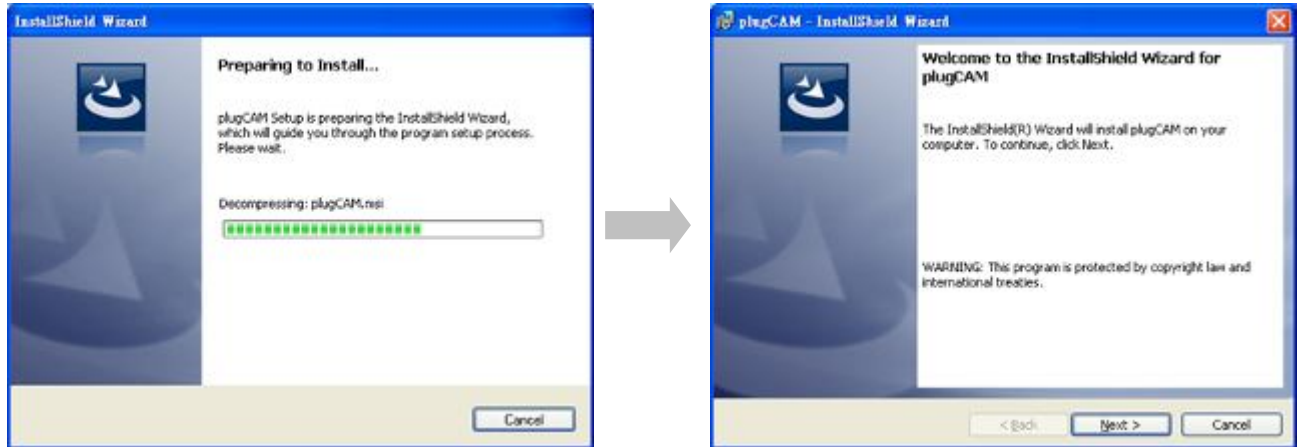 InstallShield Wizard
Preparing to Install...
plugCAM Setup is preparing the InstallShield Wizard,
which will guide you through the program setup process.
Please wait.
Decompressing: plugCAM.msi
Cancel
plugCAM - InstallShield Wizard
Welcome to the InstallShield Wizard for
plugCAM
The InstallShield(R) Wizard will install plugCAM on your
computer. To continue, click Next.
WARNING: This program is protected by copyright law and
international treaties.
< Back
Next >
Cancel